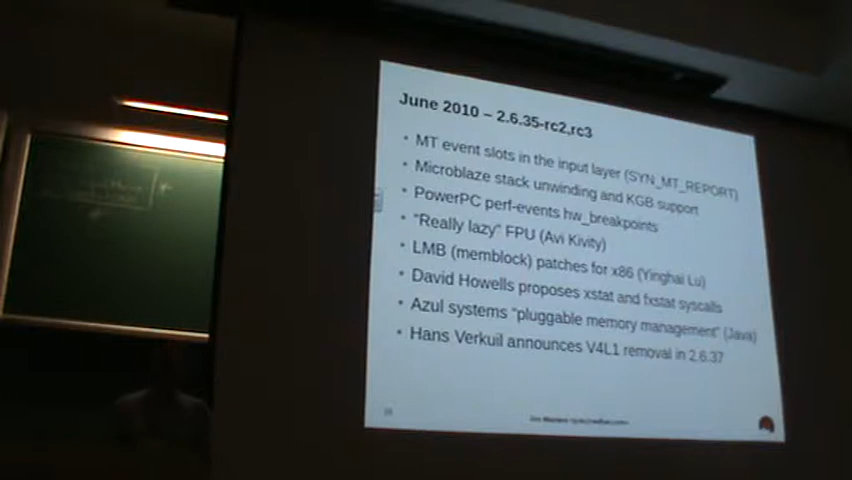 June 2010 – 2.6.35-rc2,rc3
• MT event slots in the input layer (SYN_MT_REPORT)
• Microblaze stack unwinding and KGB support
• PowerPC perf-events hw_breakpoints
• "Really lazy" FPU (Avi Kivity)
• LMB (memblock) patches for x86 (Yinghai Lu)
• David Howells proposes xstat and fxstat syscalls
• Azul systems "pluggable memory management" (Java)
• Hans Verkuil announces V4L1 removal in 2.6.37